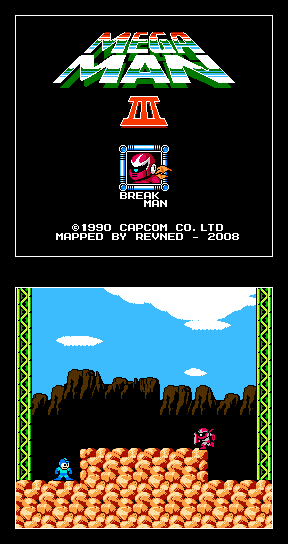 MEGA
MAN
III
BREAK
MAN
©1990 CAPCOM CO.LTD
MAPPED BY REVNED - 2008